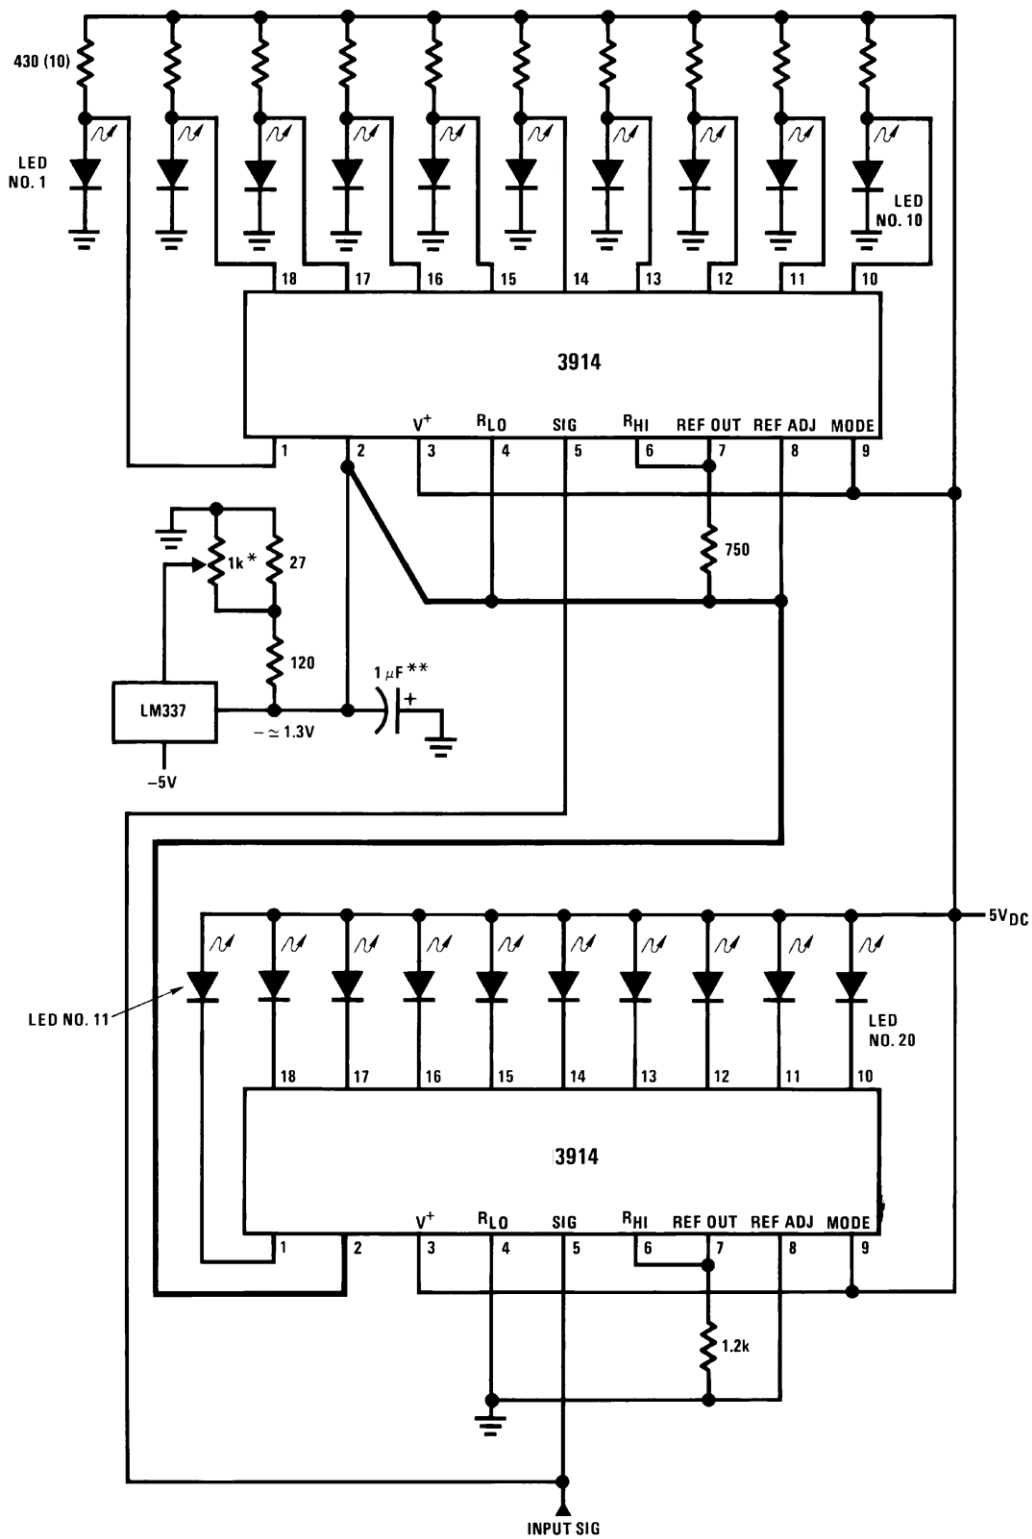 430 (10)
LED
NO. 1
LED
NO. 10
18
17
16
15
14
13
12
11
10
3914
V+
RLO
SIG
RHI
REF OUT
REF ADJ
MODE
1
2
3
4
5
6
7
8
9
1k*
27
750
120
1 µF**
+
LM337
− ≃ 1.3V
−5V
5VDC
LED NO. 11
LED
NO. 20
18
17
16
15
14
13
12
11
10
3914
V+
RLO
SIG
RHI
REF OUT
REF ADJ
MODE
1
2
3
4
5
6
7
8
9
1.2k
INPUT SIG